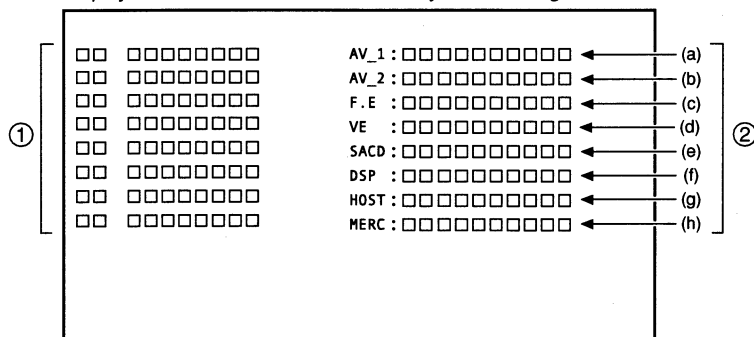 □□ □□□□□□□□ AV_1:□□□□□□□□□□ (a)
□□ □□□□□□□□ AV_2:□□□□□□□□□□ (b)
□□ □□□□□□□□ F.E :□□□□□□□□□□ (c)
① □□ □□□□□□□□ VE :□□□□□□□□□□ (d) ②
□□ □□□□□□□□ SACD:□□□□□□□□□□ (e)
□□ □□□□□□□□ DSP :□□□□□□□□□□ (f)
□□ □□□□□□□□ HOST:□□□□□□□□□□ (g)
□□ □□□□□□□□ MERC:□□□□□□□□□□ (h)